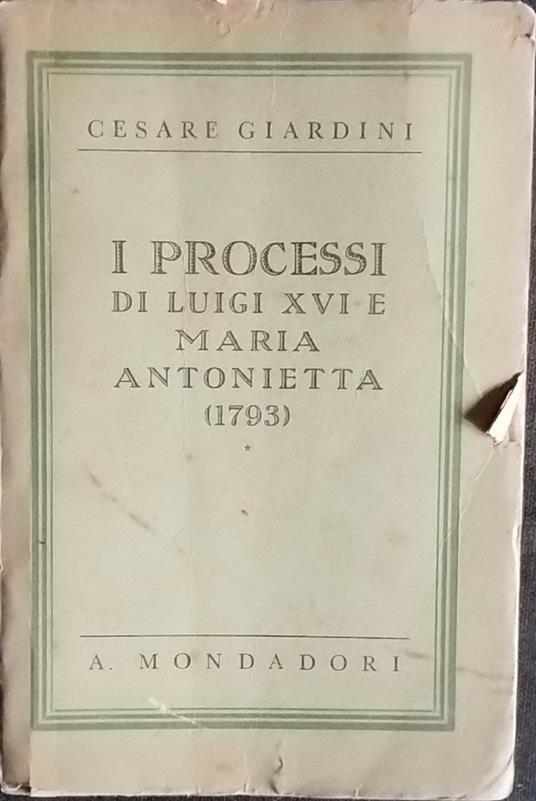 CESARE GIARDINI
I PROCESSI
DI LUIGI XVI E
MARIA
ANTONIETTA
(1793)
*
A. MONDADORI